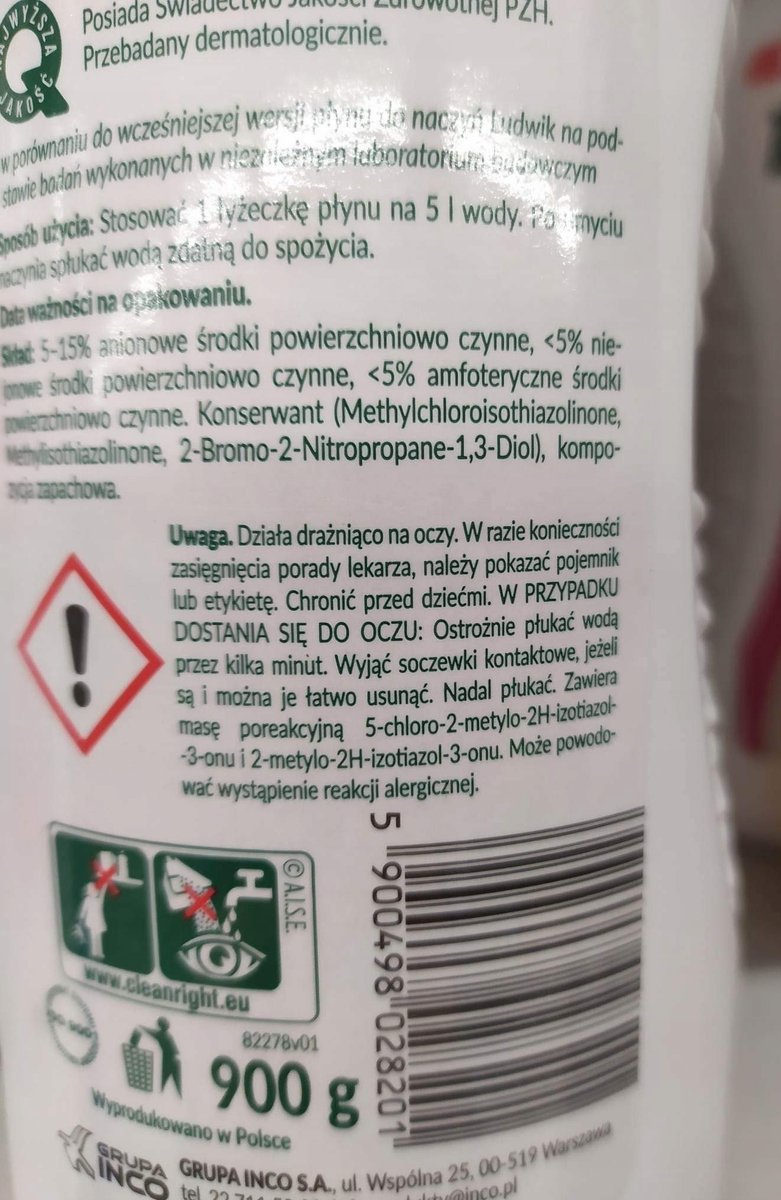 NAJWYŻSZA JAKOŚĆ
Posiada Świadectwo Jakości Zdrowotnej PZH.
Przebadany dermatologicznie.
w porównaniu do wcześniejszej wersji płynu do naczyń Ludwik na pod-
stawie badań wykonanych w niezależnym laboratorium badawczym
Sposób użycia: Stosować 1 łyżeczkę płynu na 5 l wody. Po umyciu
naczynia spłukać wodą zdatną do spożycia.
Data ważności na opakowaniu.
Skład: 5-15% anionowe środki powierzchniowo czynne, <5% nie-
jonowe środki powierzchniowo czynne, <5% amfoteryczne środki
powierzchniowo czynne. Konserwant (Methylchloroisothiazolinone,
Methylisothiazolinone, 2-Bromo-2-Nitropropane-1,3-Diol), kompo-
zycja zapachowa.
Uwaga. Działa drażniąco na oczy. W razie konieczności
zasięgnięcia porady lekarza, należy pokazać pojemnik
lub etykietę. Chronić przed dziećmi. W PRZYPADKU
DOSTANIA SIĘ DO OCZU: Ostrożnie płukać wodą
przez kilka minut. Wyjąć soczewki kontaktowe, jeżeli
są i można je łatwo usunąć. Nadal płukać. Zawiera
masę poreakcyjną 5-chloro-2-metylo-2H-izotiazol-
-3-onu i 2-metylo-2H-izotiazol-3-onu. Może powodo-
wać wystąpienie reakcji alergicznej.
© A.I.S.E.
www.cleanright.eu
5 900498 028201
82278v01
900 g
Wyprodukowano w Polsce
GRUPA INCO
GRUPA INCO S.A., ul. Wspólna 25, 00-519 Warszawa
tel. 22
@inco.pl